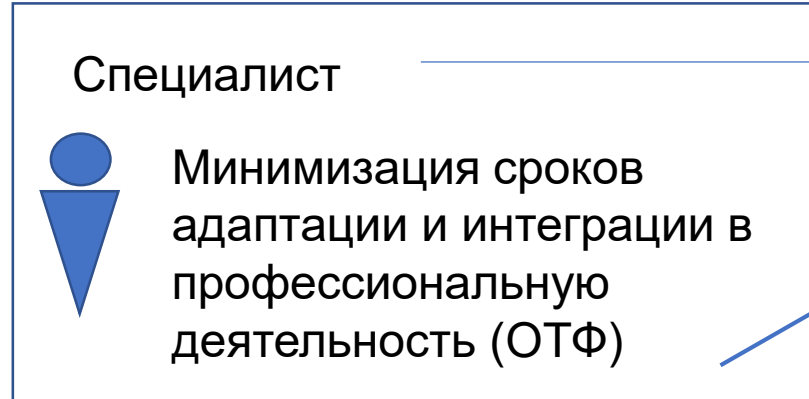 Специалист
Минимизация сроков
адаптации и интеграции в
профессиональную
деятельность (ОТФ)